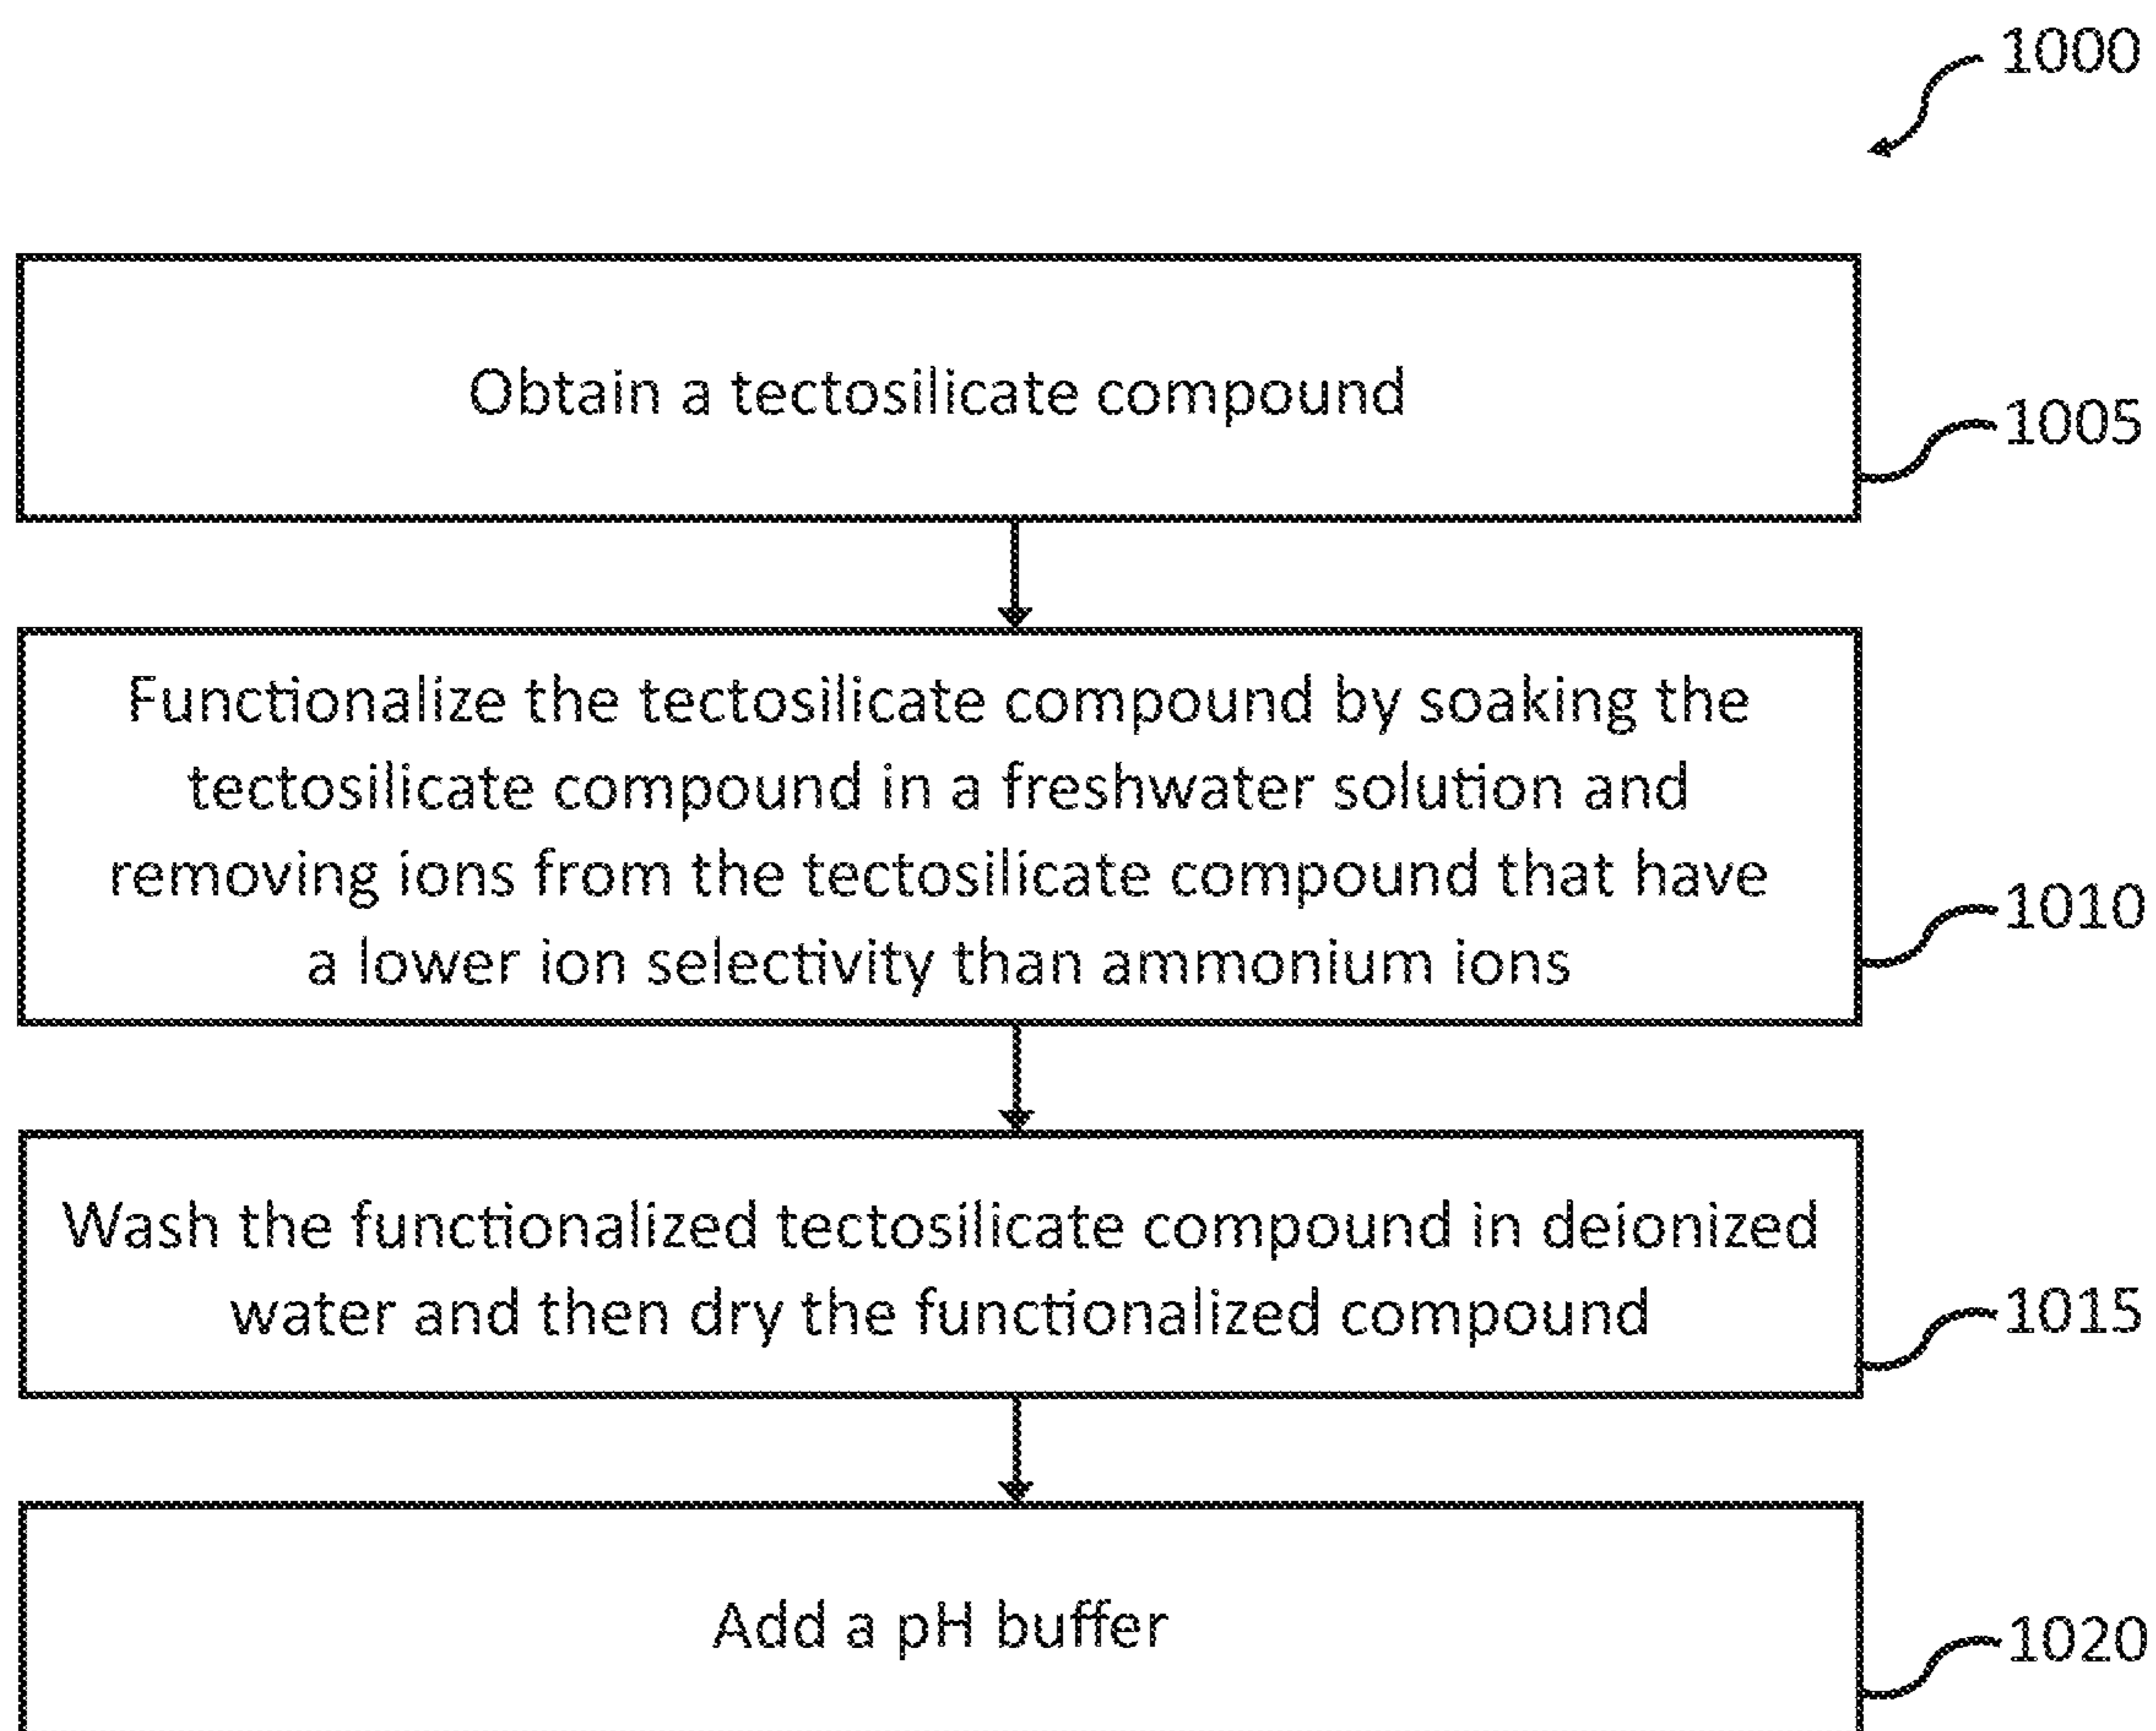 1000
Obtain a tectosilicate compound
1005
Functionalize the tectosilicate compound by soaking the
tectosilicate compound in a freshwater solution and
removing ions from the tectosilicate compound that have
a lower ion selectivity than ammonium ions
1010
Wash the functionalized tectosilicate compound in deionized
water and then dry the functionalized compound
1015
Add a pH buffer
1020